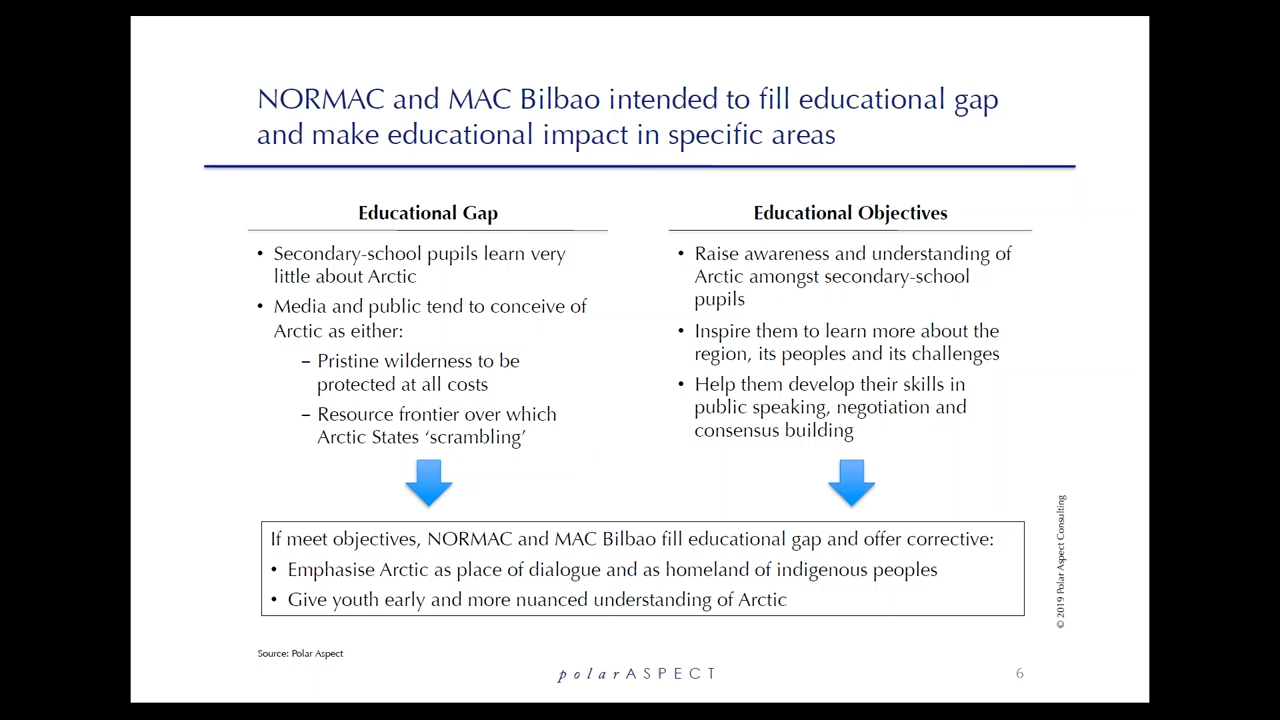 NORMAC and MAC Bilbao intended to fill educational gap
and make educational impact in specific areas
Educational Gap
• Secondary-school pupils learn very
little about Arctic
• Media and public tend to conceive of
Arctic as either:
– Pristine wilderness to be
protected at all costs
– Resource frontier over which
Arctic States ‘scrambling’
Educational Objectives
• Raise awareness and understanding of
Arctic amongst secondary-school
pupils
• Inspire them to learn more about the
region, its peoples and its challenges
• Help them develop their skills in
public speaking, negotiation and
consensus building
If meet objectives, NORMAC and MAC Bilbao fill educational gap and offer corrective:
• Emphasise Arctic as place of dialogue and as homeland of indigenous peoples
• Give youth early and more nuanced understanding of Arctic
© 2019 Polar Aspect Consulting
Source: Polar Aspect
polarASPECT
6